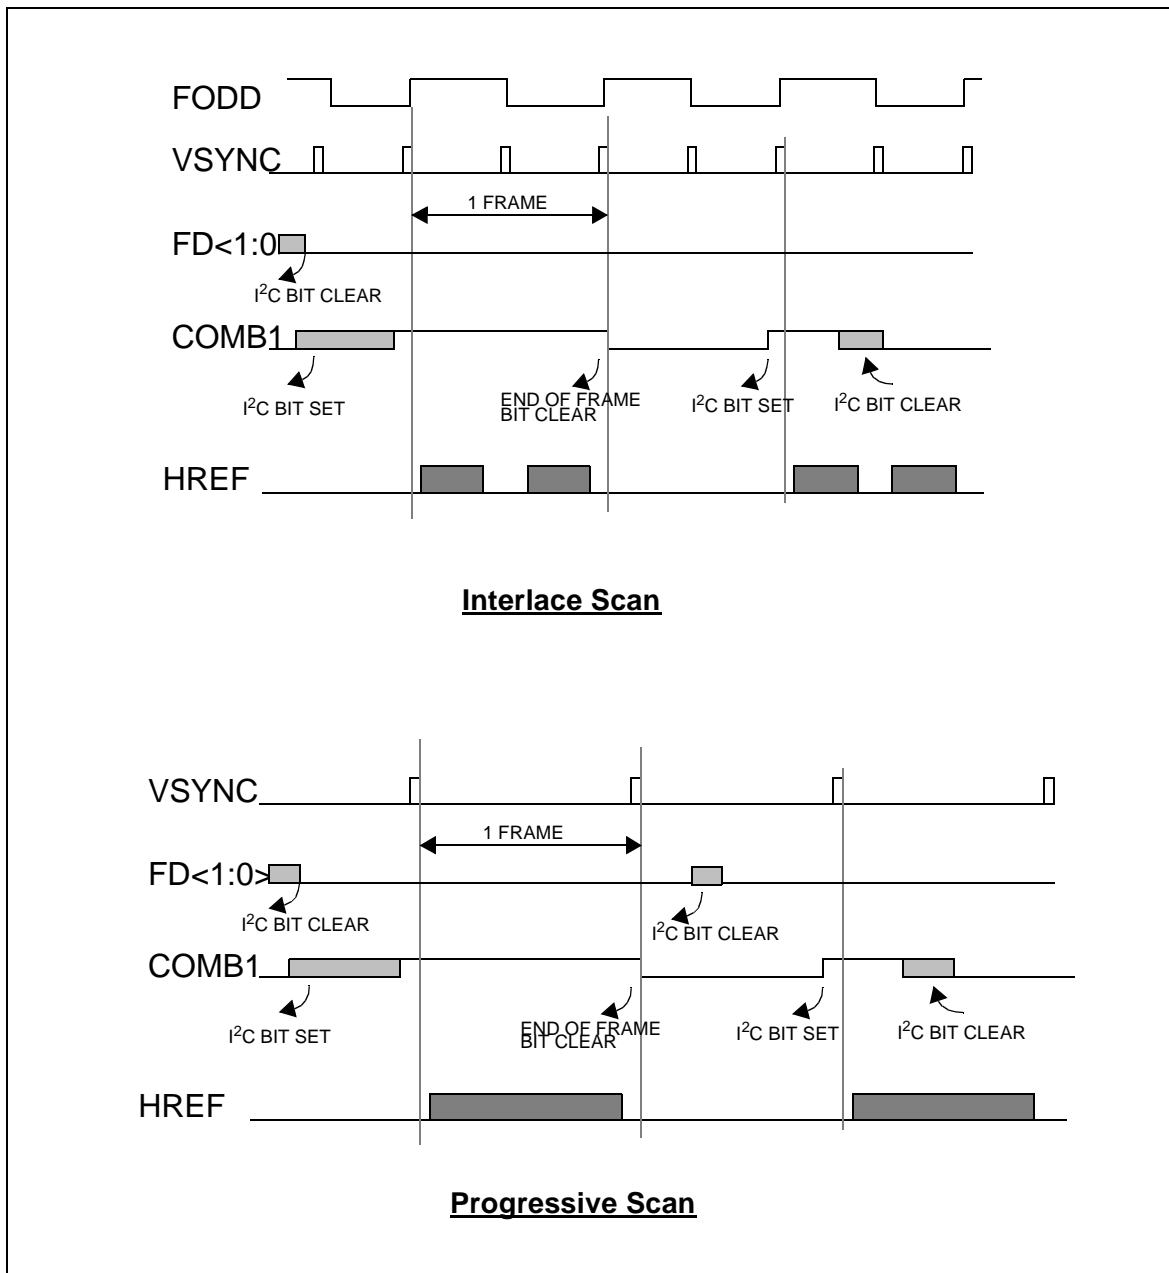 FODD
VSYNC
1 FRAME
FD<1:0
I²C BIT CLEAR
COMB1
I²C BIT SET
END OF FRAME
BIT CLEAR
I²C BIT SET
I²C BIT CLEAR
HREF
Interlace Scan
VSYNC
1 FRAME
FD<1:0>
I²C BIT CLEAR
I²C BIT CLEAR
COMB1
I²C BIT SET
END OF FRAME
BIT CLEAR
I²C BIT SET
I²C BIT CLEAR
HREF
Progressive Scan